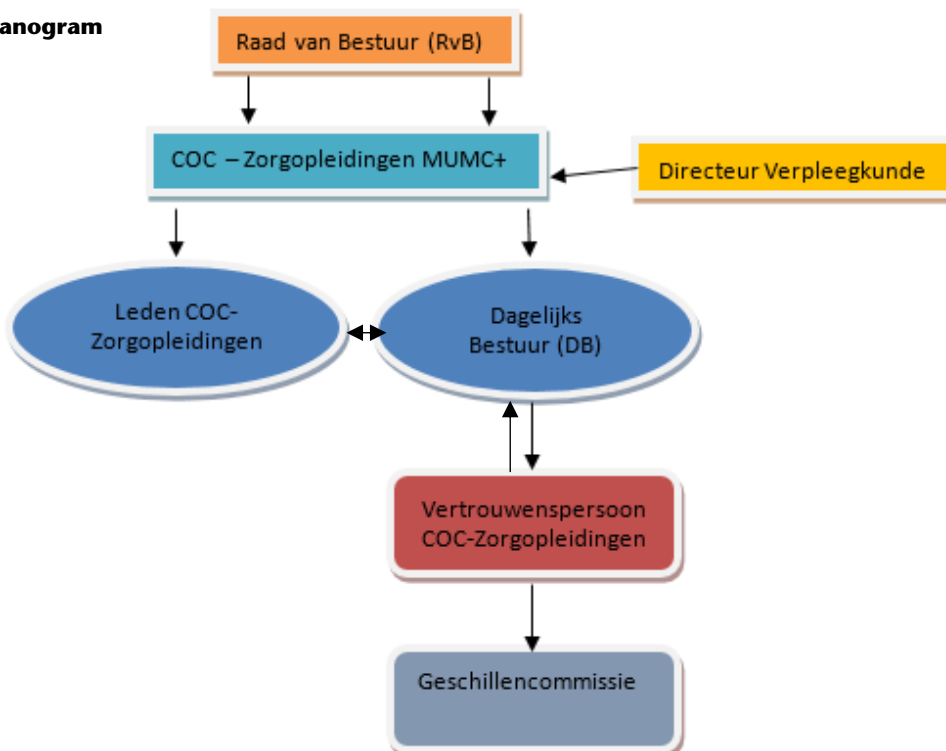 anogram
Raad van Bestuur (RvB)
COC – Zorgopleidingen MUMC+
Directeur Verpleegkunde
Leden COC-
Zorgopleidingen
Dagelijks
Bestuur (DB)
Vertrouwenspersoon
COC-Zorgopleidingen
Geschillencommissie